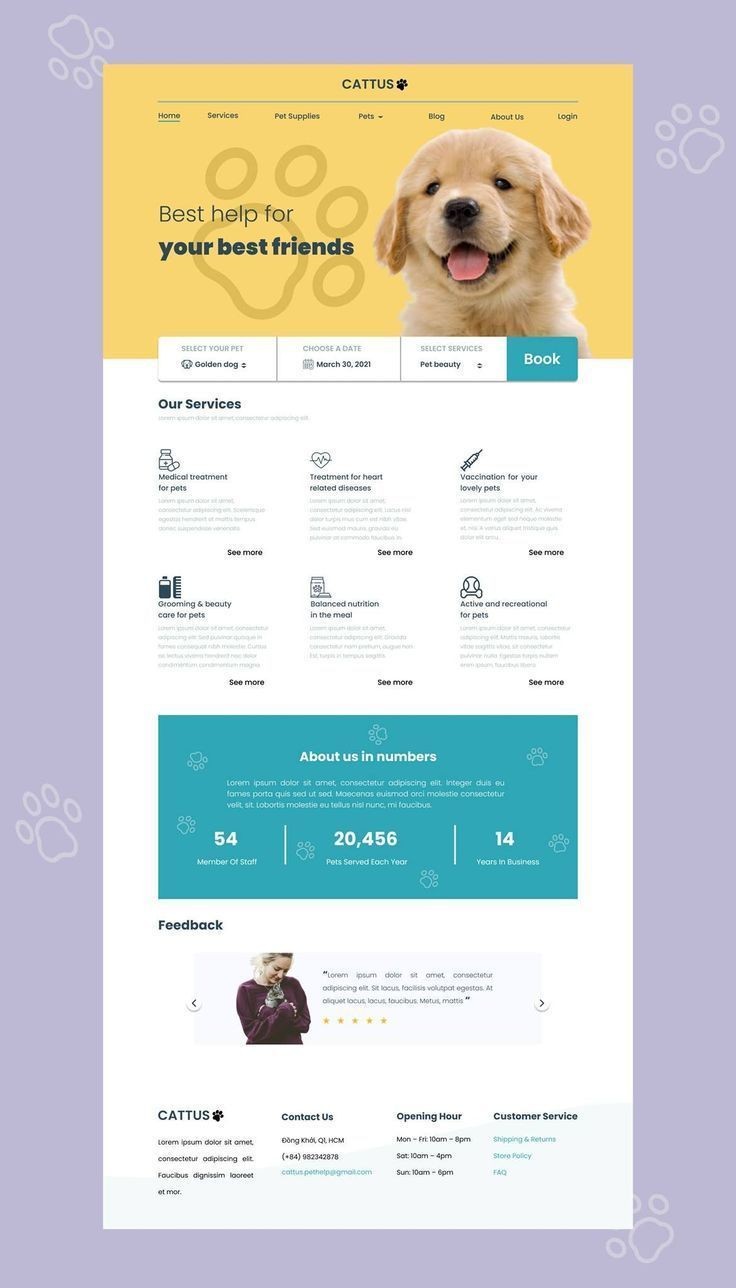 CATTUS
Home Services Pet Supplies Pets Blog About Us Login
Best help for
your best friends
SELECT YOUR PET
Golden dog
CHOOSE A DATE
March 30, 2021
SELECT SERVICES
Pet beauty
Book
Our Services
Lorem ipsum dolor sit amet, consectetur adipiscing elit.
Medical treatment
for pets
Lorem ipsum dolor sit amet,
consectetur adipiscing elit. Scelerisque
egestas hendrerit at mattis tempus
donec suspendisse venenatis.
See more
Treatment for heart
related diseases
Lorem ipsum dolor sit amet,
consectetur adipiscing elit. Lacus nisl
Sed euismod mauris, gravida eu
pulvinar at commodo faucibus in.
See more
Vaccination for your
lovely pets
Lorem ipsum dolor sit amet,
consectetur adipiscing elit. Ac viverra
elementum eget sed neque molestie
et, nisl. A varius aliquet tristique quis
dolor elit arcu.
See more
Grooming & beauty
care for pets
Lorem ipsum dolor sit amet, consectetur
adipiscing elit. Sed pulvinar quisque in
fames consequat nibh molestie. Cursus
ac lectus viverra hendrerit nec dolor
condimentum condimentum magna
See more
Balanced nutrition
in the meal
Lorem ipsum dolor sit amet,
consectetur adipiscing elit. Gravida
consectetur nam pretium, augue non
Est, turpis in tempus sagittis
See more
Active and recreational
for pets
Lorem ipsum dolor sit amet, consectetur
adipiscing elit. Mattis mauris, lobortis
vitae sagittis vitae, sit consectetur
pulvinar nulla. Egestas turpis bibendum
enim ipsum, faucibus libero.
See more
About us in numbers
Lorem ipsum dolor sit amet, consectetur adipiscing elit. Integer duis eu
fames porta quis sed ut sed. Maecenas euismod orci molestie consectetur
velit, sit. Lobortis molestie eu tellus nisl nunc, mi faucibus.
54
Member Of Staff
20,456
Pets Served Each Year
14
Years In Business
Feedback
“Lorem ipsum dolor sit amet, consectetur
adipiscing elit. Sit lacus, facilisis volutpat egestas. At
aliquet lacus, lacus, faucibus. Metus, mattis “
CATTUS
Lorem ipsum dolor sit amet,
consectetur adipiscing elit.
Faucibus dignissim laoreet
et mor.
Contact Us
Đồng Khởi, Q1, HCM
(+84) 982342878
cattus.pethelp@gmail.com
Opening Hour
Mon – Fri: 10am – 8pm
Sat: 10am – 4pm
Sun: 10am – 6pm
Customer Service
Shipping & Returns
Store Policy
FAQ